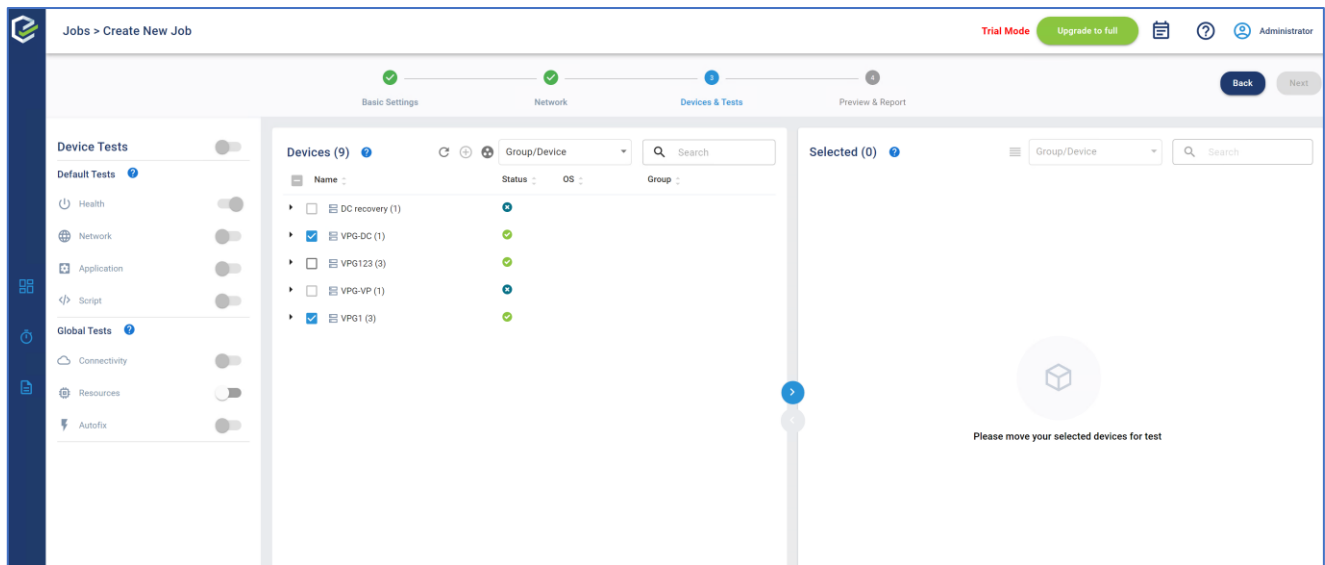 Jobs > Create New Job
Trial Mode
Upgrade to full
Administrator
Basic Settings
Network
3
Devices & Tests
4
Preview & Report
Back
Next
Device Tests
Default Tests ?
Health
Network
Application
Script
Global Tests ?
Connectivity
Resources
Autofix
Devices (9) ?
Group/Device
Search
Name
Status
OS
Group
DC recovery (1)
VPG-DC (1)
VPG123 (3)
VPG-VP (1)
VPG1 (3)
Selected (0) ?
Group/Device
Search
Please move your selected devices for test